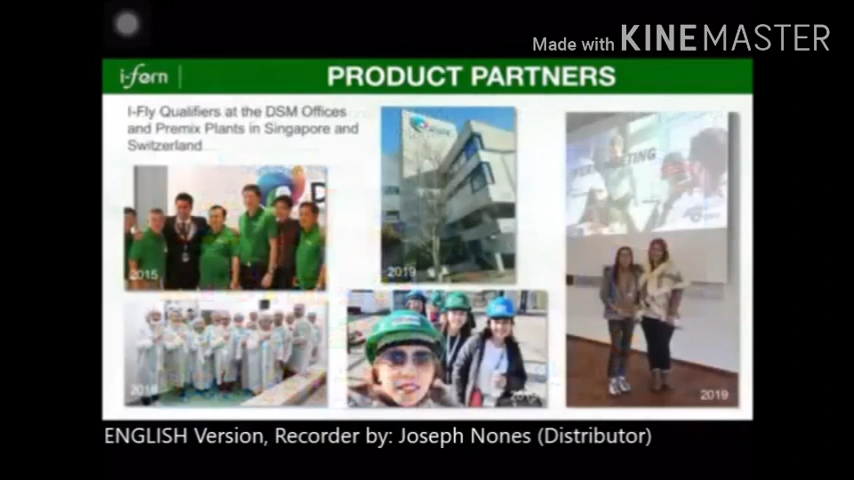 Made with KINEMASTER
i-fern
PRODUCT PARTNERS
I-Fly Qualifiers at the DSM Offices
and Premix Plants in Singapore and
Switzerland
2015
2019
2019
ENGLISH Version, Recorder by: Joseph Nones (Distributor)